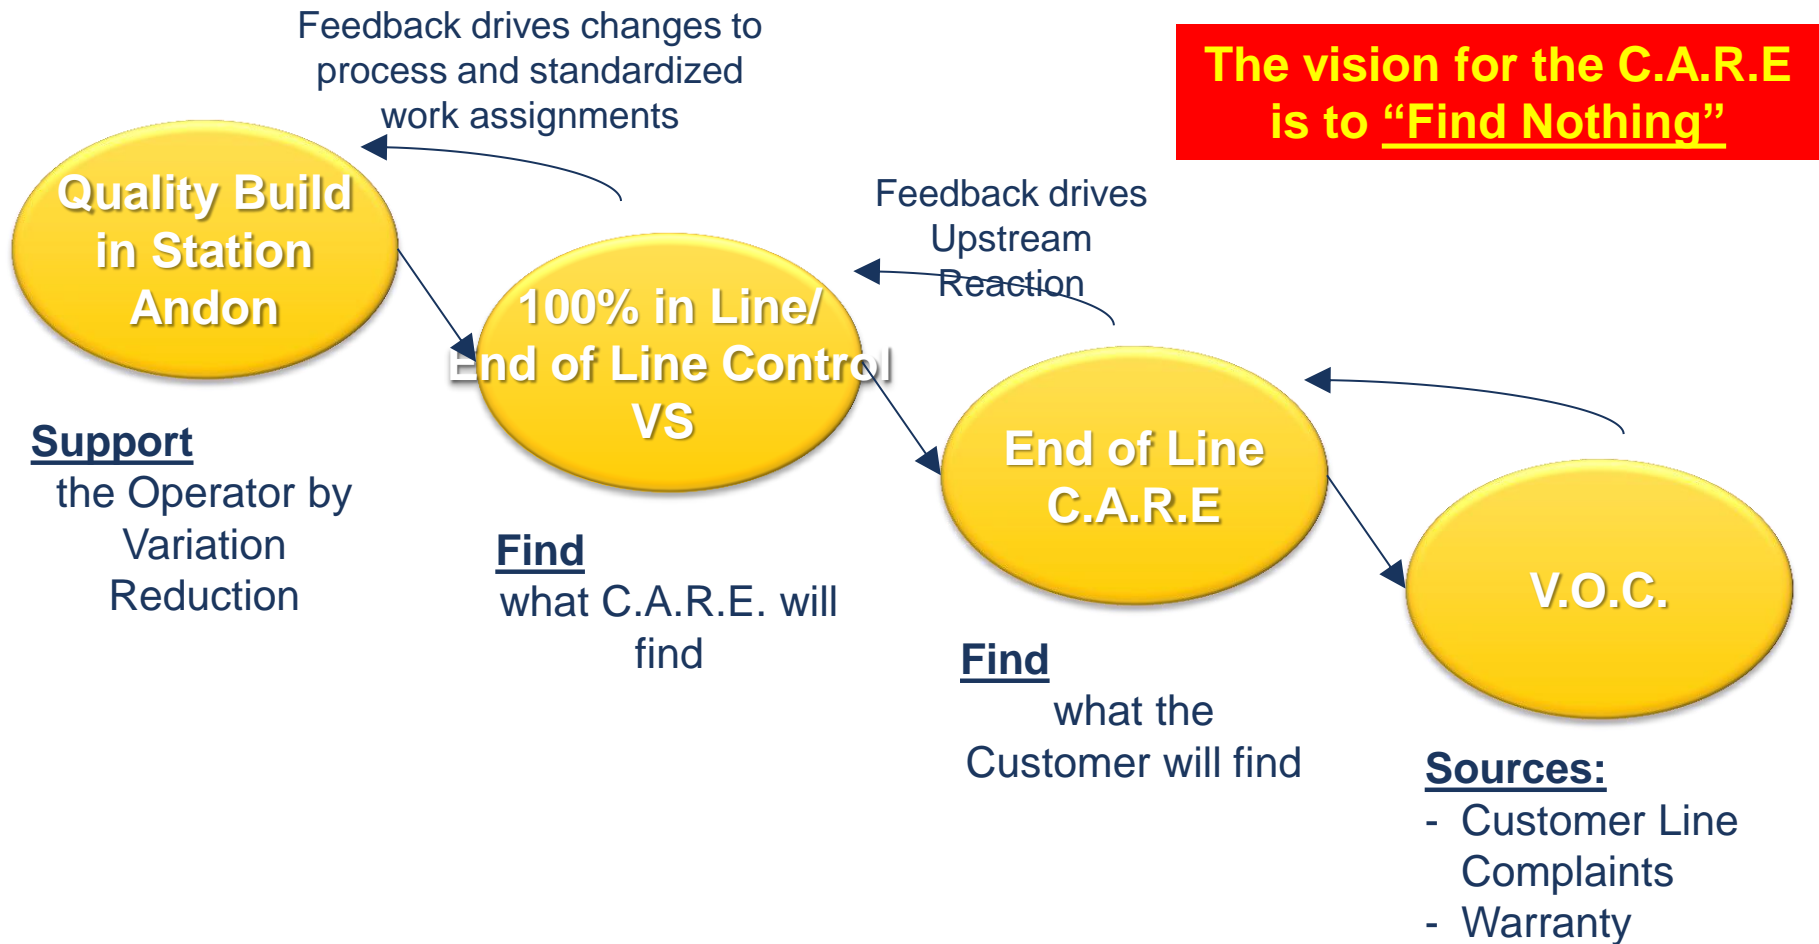 Feedback drives changes to
process and standardized
work assignments
The vision for the C.A.R.E
is to “Find Nothing”
Quality Build
in Station
Andon
Feedback drives
Upstream
Reaction
100% in Line/
End of Line Control
VS
End of Line
C.A.R.E
V.O.C.
Support
the Operator by
Variation
Reduction
Find
what C.A.R.E. will
find
Find
what the
Customer will find
Sources:
- Customer Line
Complaints
- Warranty